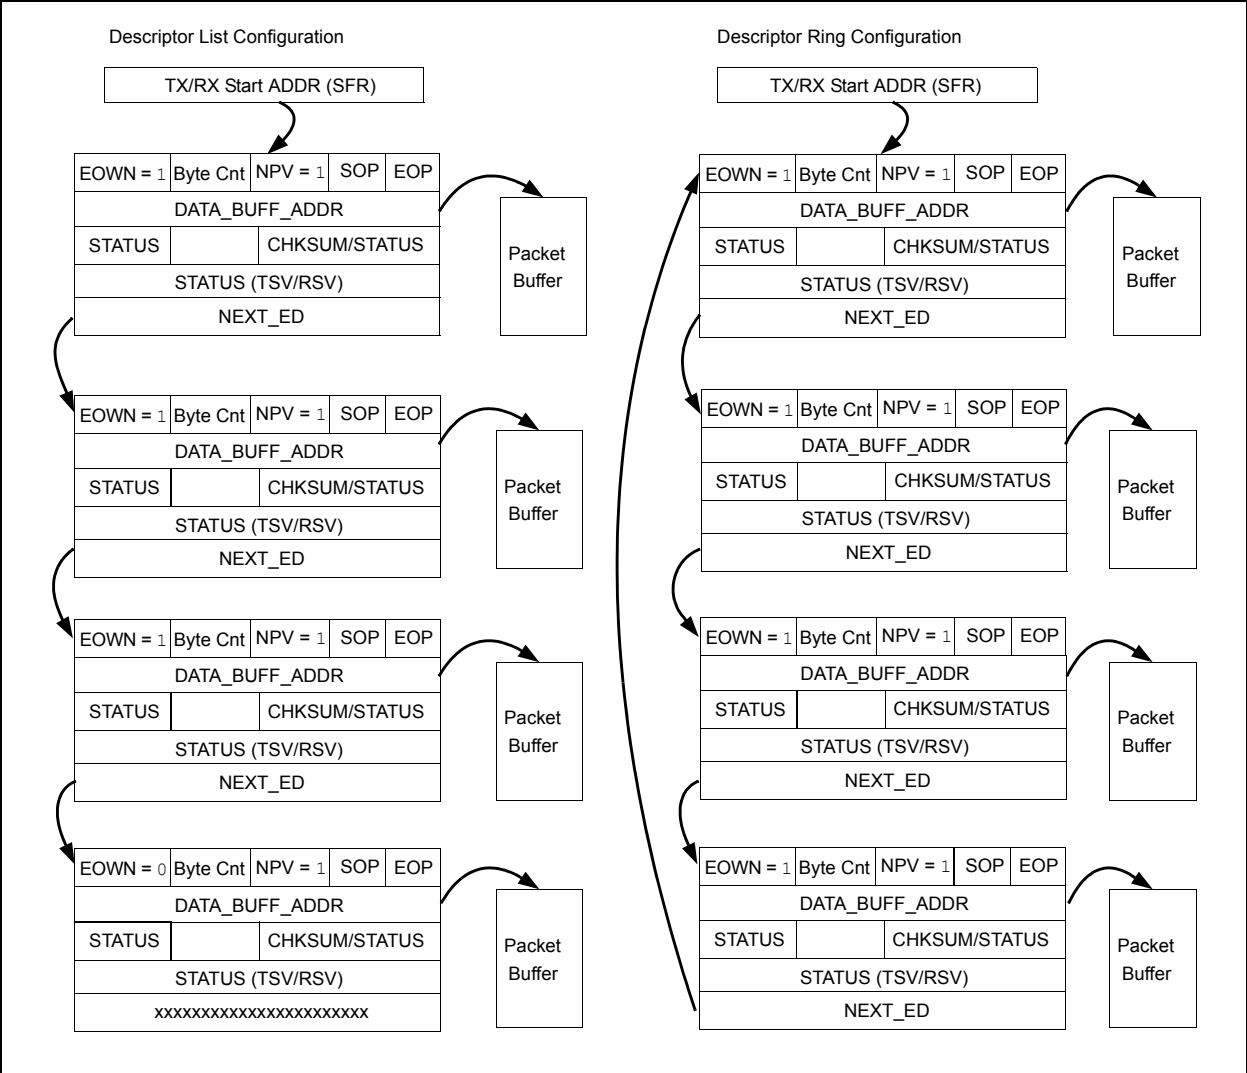 Descriptor List Configuration
TX/RX Start ADDR (SFR)
EOWN = 1 Byte Cnt NPV = 1 SOP EOP
DATA_BUFF_ADDR
STATUS CHKSUM/STATUS
STATUS (TSV/RSV)
NEXT_ED
Packet
Buffer
EOWN = 1 Byte Cnt NPV = 1 SOP EOP
DATA_BUFF_ADDR
STATUS CHKSUM/STATUS
STATUS (TSV/RSV)
NEXT_ED
Packet
Buffer
EOWN = 1 Byte Cnt NPV = 1 SOP EOP
DATA_BUFF_ADDR
STATUS CHKSUM/STATUS
STATUS (TSV/RSV)
NEXT_ED
Packet
Buffer
EOWN = 0 Byte Cnt NPV = 1 SOP EOP
DATA_BUFF_ADDR
STATUS CHKSUM/STATUS
STATUS (TSV/RSV)
xxxxxxxxxxxxxxxxxxxxxxx
Packet
Buffer
Descriptor Ring Configuration
TX/RX Start ADDR (SFR)
EOWN = 1 Byte Cnt NPV = 1 SOP EOP
DATA_BUFF_ADDR
STATUS CHKSUM/STATUS
STATUS (TSV/RSV)
NEXT_ED
Packet
Buffer
EOWN = 1 Byte Cnt NPV = 1 SOP EOP
DATA_BUFF_ADDR
STATUS CHKSUM/STATUS
STATUS (TSV/RSV)
NEXT_ED
Packet
Buffer
EOWN = 1 Byte Cnt NPV = 1 SOP EOP
DATA_BUFF_ADDR
STATUS CHKSUM/STATUS
STATUS (TSV/RSV)
NEXT_ED
Packet
Buffer
EOWN = 1 Byte Cnt NPV = 1 SOP EOP
DATA_BUFF_ADDR
STATUS CHKSUM/STATUS
STATUS (TSV/RSV)
NEXT_ED
Packet
Buffer